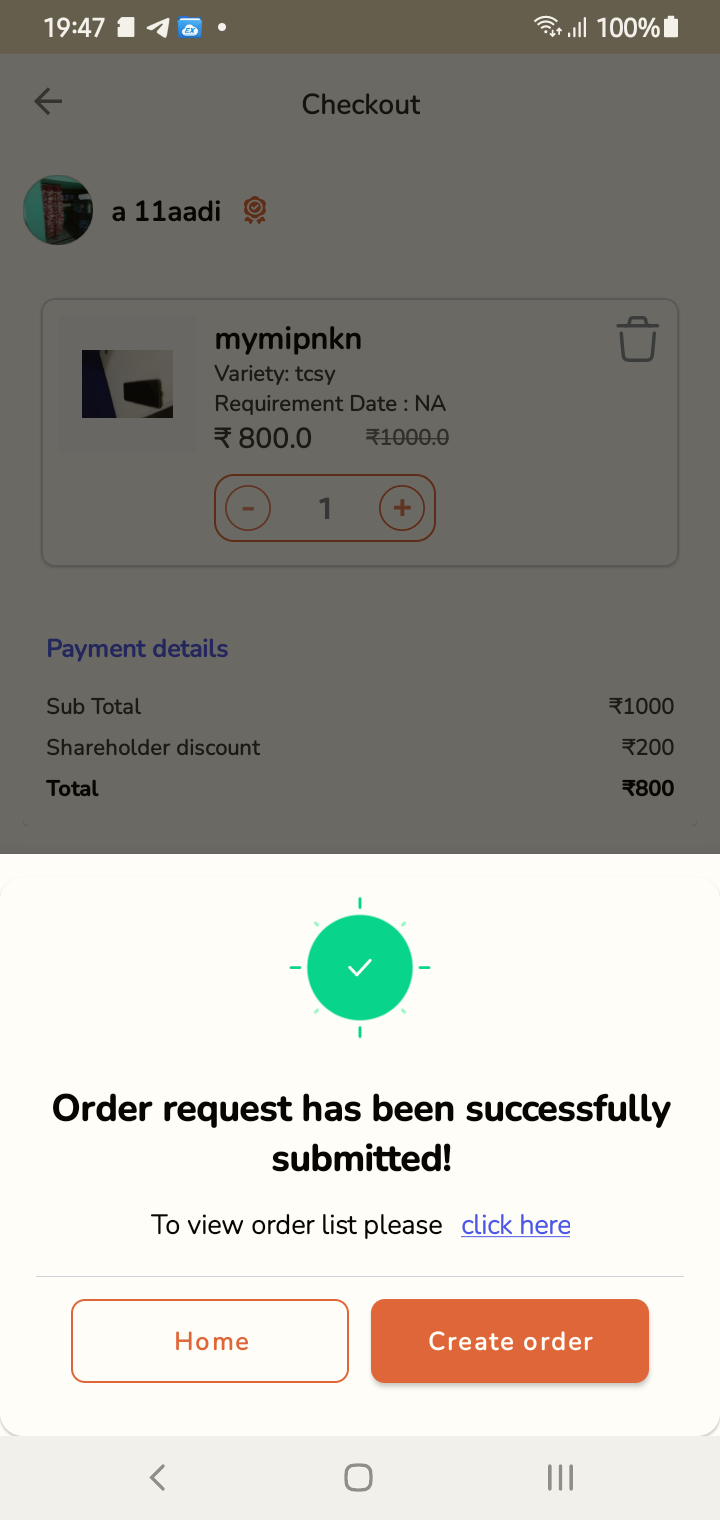 19:47 100%
Checkout
a 11aadi
mymipnkn
Variety: tcsy
Requirement Date : NA
₹ 800.0 ₹1000.0
- 1 +
Payment details
Sub Total ₹1000
Shareholder discount ₹200
Total ₹800
Order request has been successfully
submitted!
To view order list please click here
Home Create order